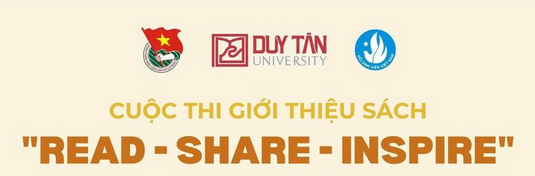 DUY TÂN
UNIVERSITY
CUỘC THI GIỚI THIỆU SÁCH
"READ - SHARE - INSPIRE"